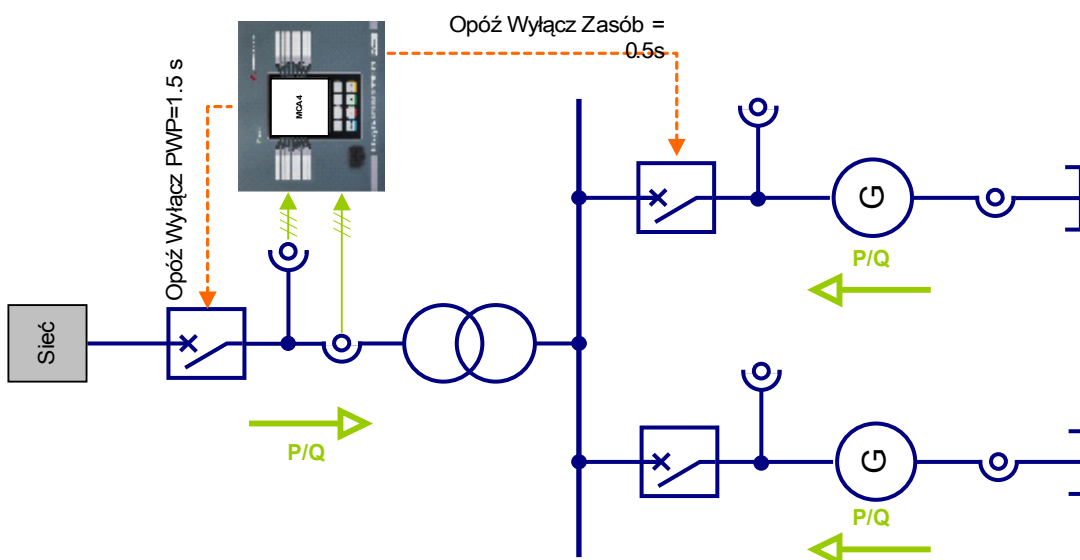 Opóź Wyłącz Zasób =
0.5s
Opóź Wyłącz PWP=1.5 s
MCA4
Sieć
P/Q
G
P/Q
G
P/Q